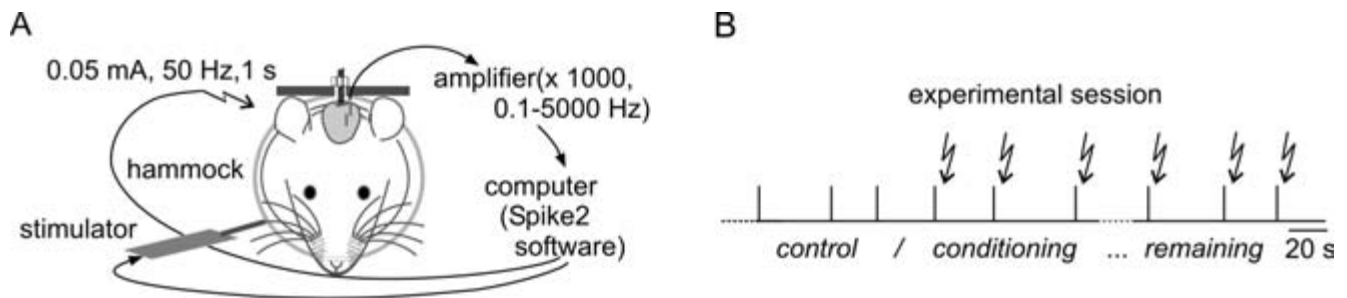 A
0.05 mA, 50 Hz,1 s
amplifier(x 1000,
0.1-5000 Hz)
hammock
computer
(Spike2
software)
stimulator
B
experimental session
control / conditioning ... remaining 20 s